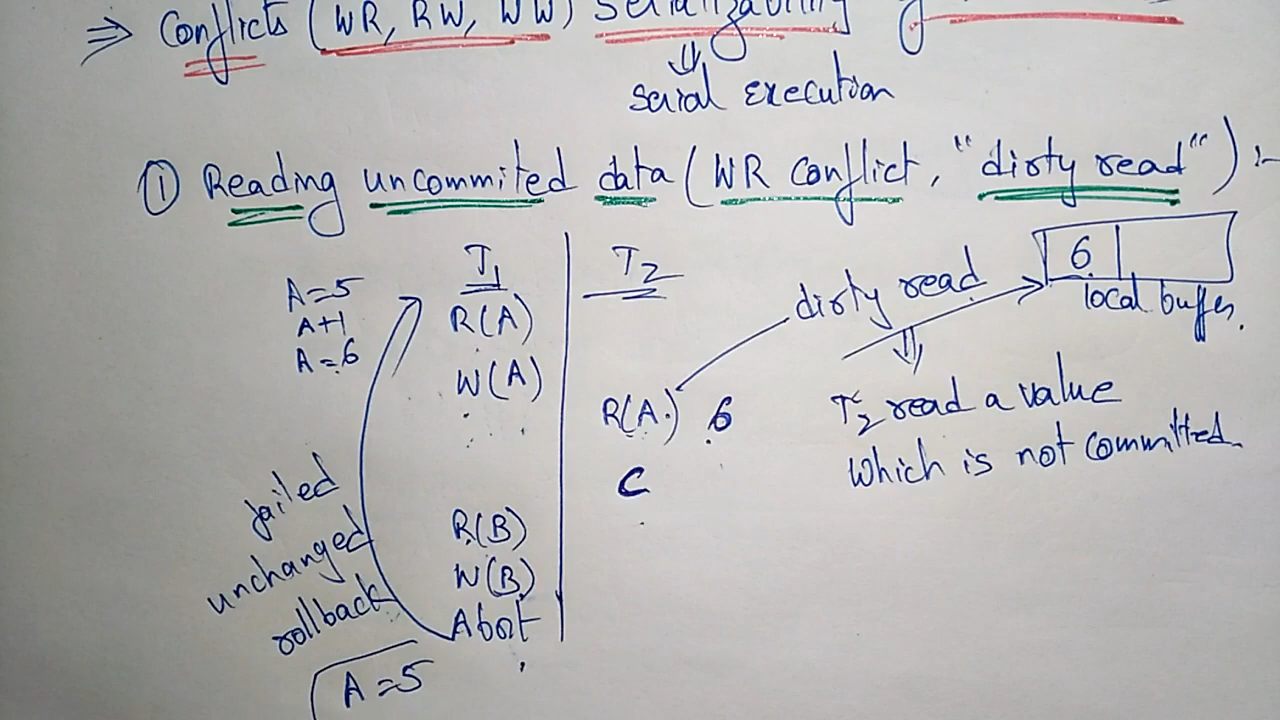 ⇒ Conflicts (WR, RW, WW) Serializability
⇓
Serial Execution
① Reading uncommited data (WR Conflict, "dirty read") :-
T1 T2
A=5
A+1
A=6
R(A)
W(A)
R(A) 6
C
R(B)
W(B)
Abort
failed
unchanged
rollback
A=5
dirty read
6
local buffer.
⇓
T2 read a value
which is not committed.